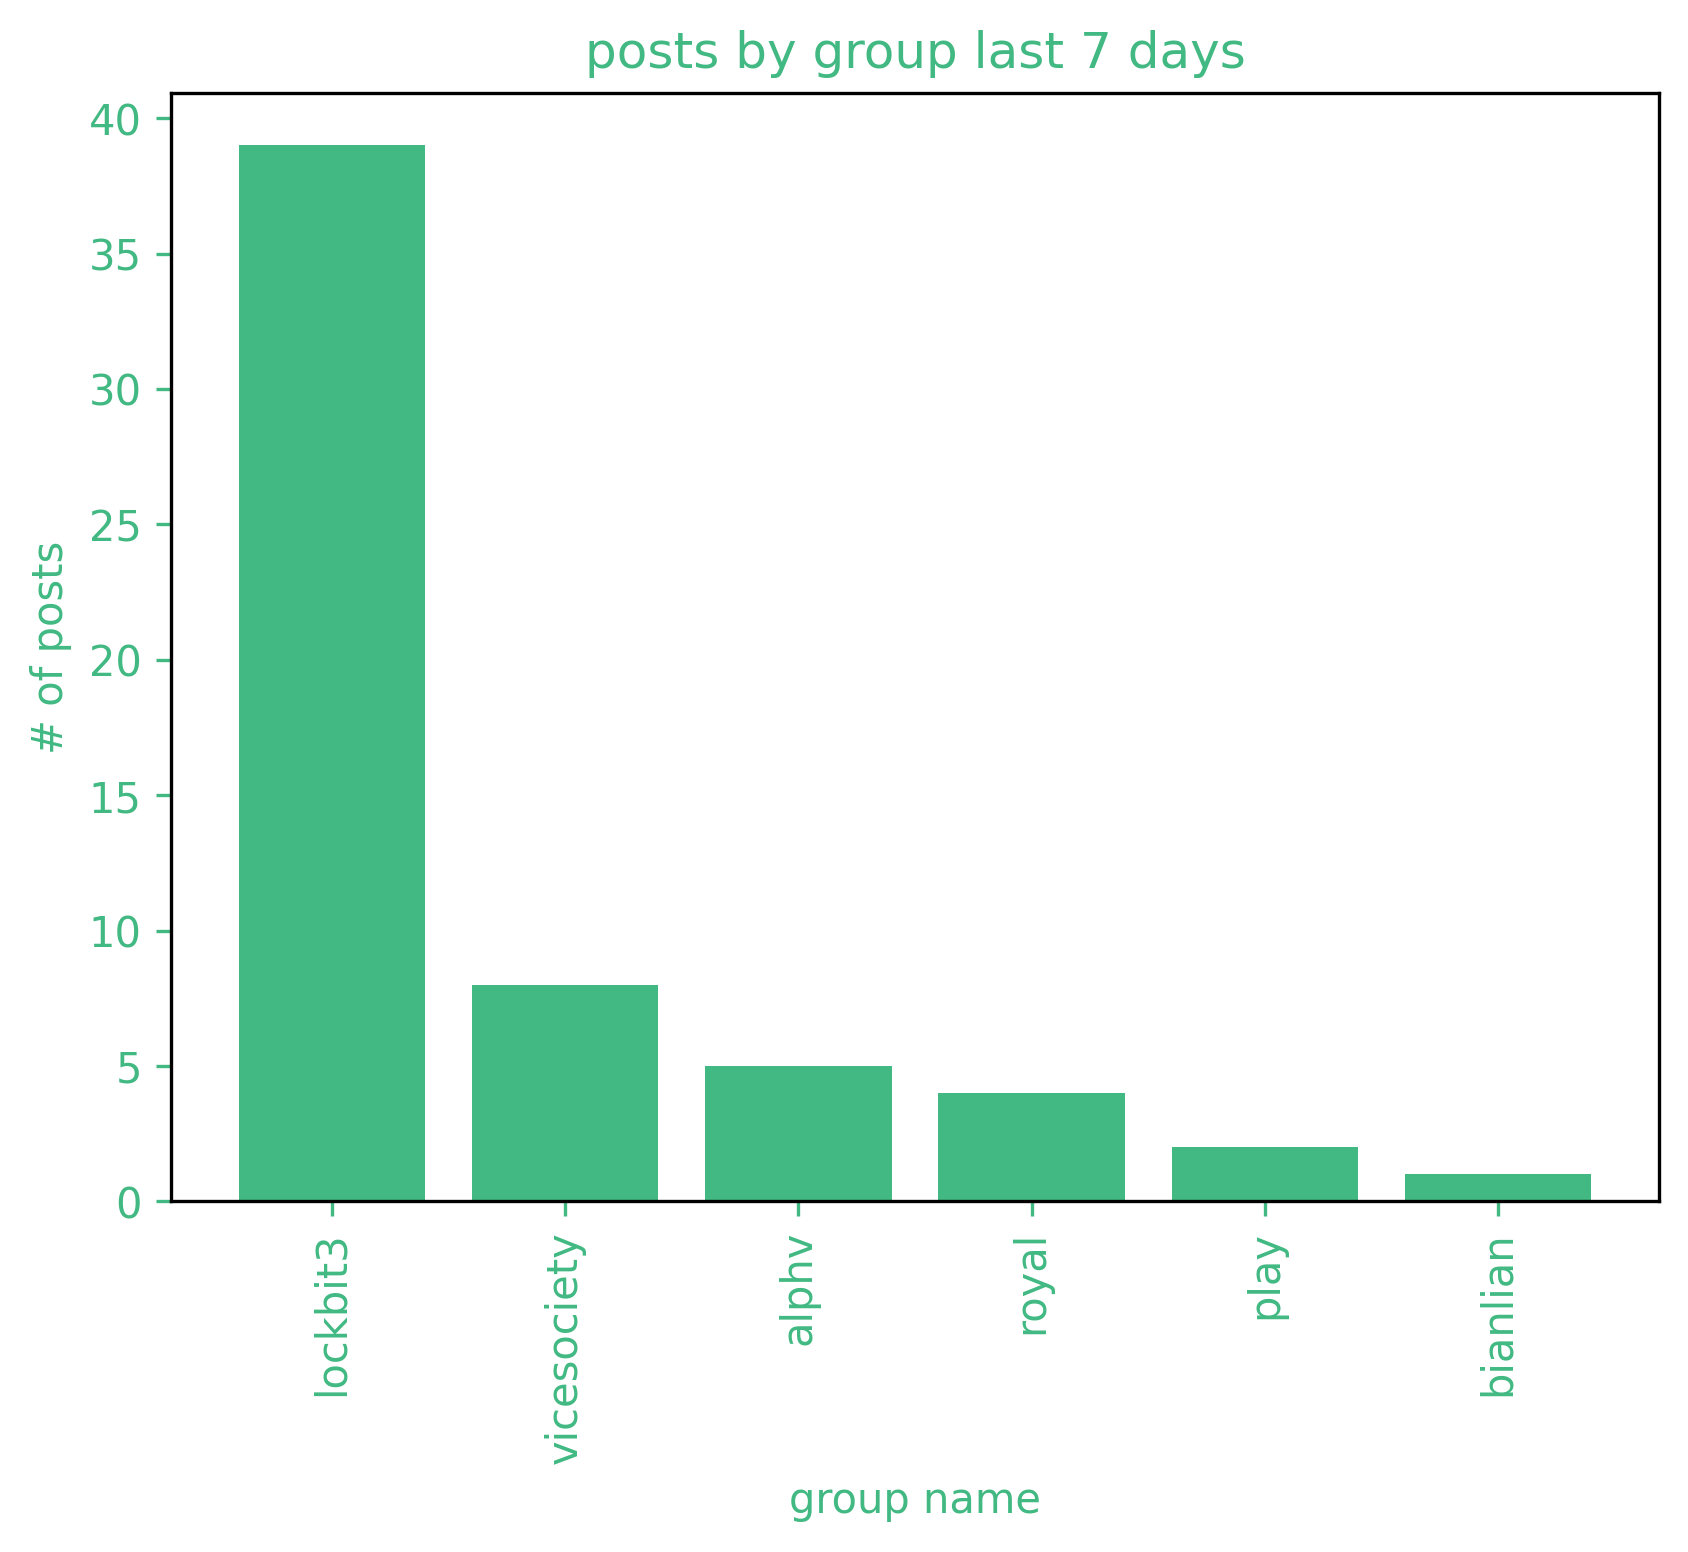 posts by group last 7 days
# of posts
40
35
30
25
20
15
10
5
0
lockbit3
vicesociety
alphv
royal
play
bianlian
group name